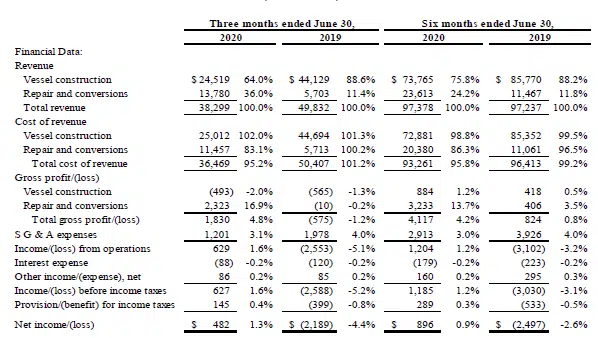 Three months ended June 30, Six months ended June 30,
2020 2019 2020 2019
Financial Data:
Revenue
Vessel construction $ 24,519 64.0% $ 44,129 88.6% $ 73,765 75.8% $ 85,770 88.2%
Repair and conversions 13,780 36.0% 5,703 11.4% 23,613 24.2% 11,467 11.8%
Total revenue 38,299 100.0% 49,832 100.0% 97,378 100.0% 97,237 100.0%
Cost of revenue
Vessel construction 25,012 102.0% 44,694 101.3% 72,881 98.8% 85,352 99.5%
Repair and conversions 11,457 83.1% 5,713 100.2% 20,380 86.3% 11,061 96.5%
Total cost of revenue 36,469 95.2% 50,407 101.2% 93,261 95.8% 96,413 99.2%
Gross profit/(loss)
Vessel construction (493) -2.0% (565) -1.3% 884 1.2% 418 0.5%
Repair and conversions 2,323 16.9% (10) -0.2% 3,233 13.7% 406 3.5%
Total gross profit/(loss) 1,830 4.8% (575) -1.2% 4,117 4.2% 824 0.8%
S G & A expenses 1,201 3.1% 1,978 4.0% 2,913 3.0% 3,926 4.0%
Income/(loss) from operations 629 1.6% (2,553) -5.1% 1,204 1.2% (3,102) -3.2%
Interest expense (88) -0.2% (120) -0.2% (179) -0.2% (223) -0.2%
Other income/(expense), net 86 0.2% 85 0.2% 160 0.2% 295 0.3%
Income/(loss) before income taxes 627 1.6% (2,588) -5.2% 1,185 1.2% (3,030) -3.1%
Provision/(benefit) for income taxes 145 0.4% (399) -0.8% 289 0.3% (533) -0.5%
Net income/(loss) $ 482 1.3% $ (2,189) -4.4% $ 896 0.9% $ (2,497) -2.6%